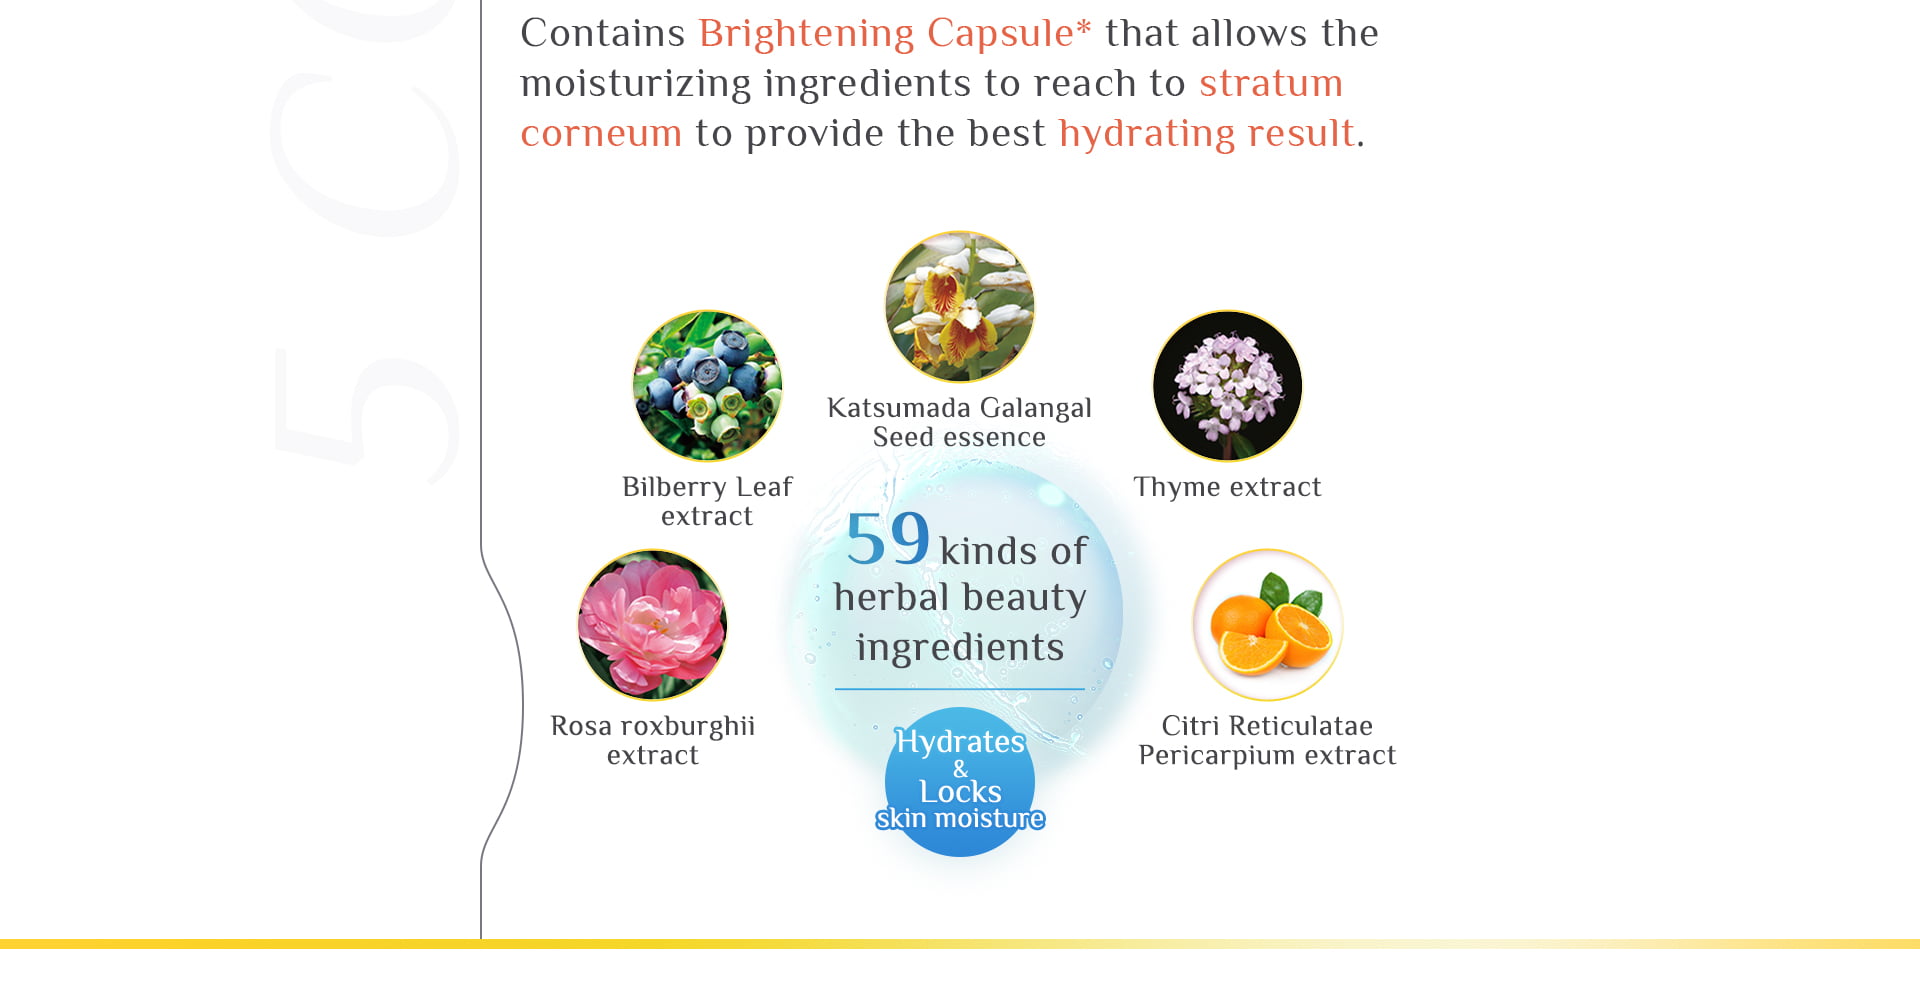 Contains Brightening Capsule* that allows the
moisturizing ingredients to reach to stratum
corneum to provide the best hydrating result.
Katsumada Galangal
Seed essence
Bilberry Leaf
extract
Thyme extract
59 kinds of
herbal beauty
ingredients
Rosa roxburghii
extract
Citri Reticulatae
Pericarpium extract
Hydrates
&
Locks
skin moisture
5 C